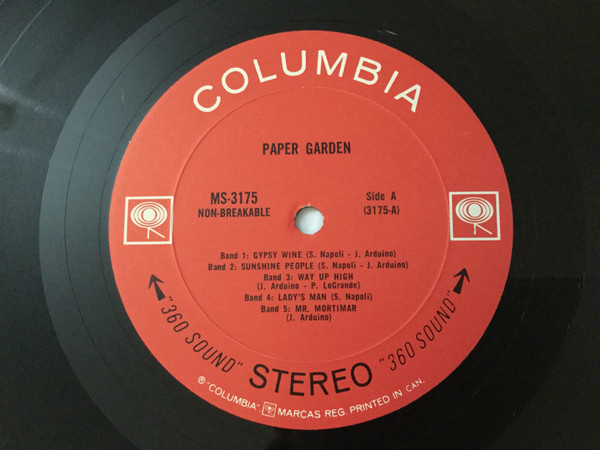 COLUMBIA
PAPER GARDEN
MS-3175
NON-BREAKABLE
Side A
(3175-A)
Band 1: GYPSY WINE (S. Napoli - J. Arduino)
Band 2: SUNSHINE PEOPLE (S. Napoli - J. Arduino)
Band 3: WAY UP HIGH
(J. Arduino - P. LoGrande)
Band 4: LADY'S MAN (S. Napoli)
Band 5: MR. MORTIMAR
(J. Arduino)
"360 SOUND" STEREO "360 SOUND"
℗ "COLUMBIA" MARCAS REG. PRINTED IN CAN.